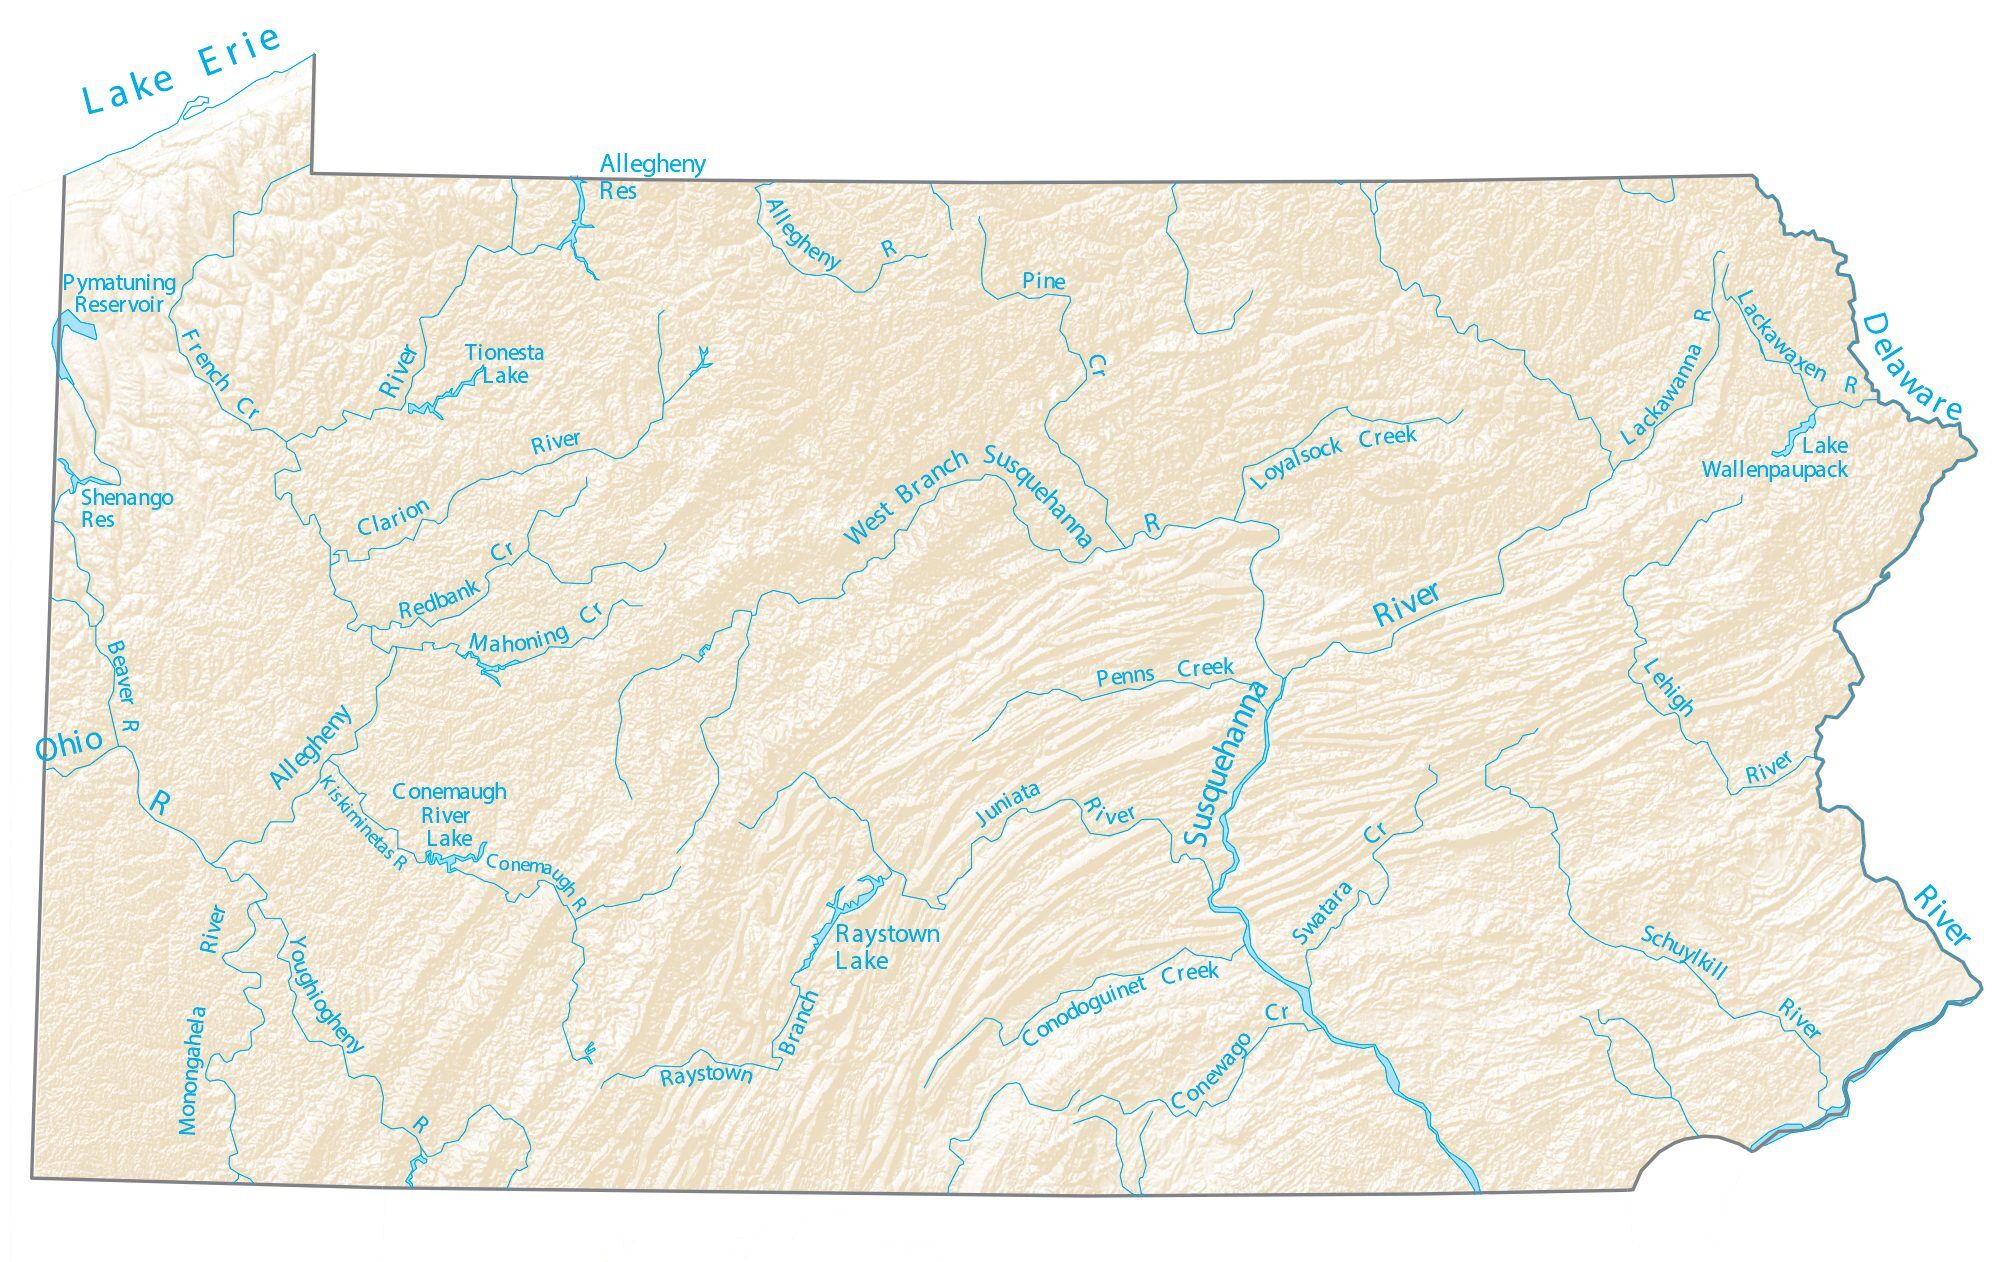 Lake Erie
Allegheny
Res
Allegheny R
Pymatuning
Reservoir
Pine Cr
French Cr
River
Tionesta
Lake
Lackawanna R
Lackawaxen R
Delaware
River
Lake
Wallenpaupack
Shenango
Res
Clarion River
West Branch Susquehanna R
Loyalsock Creek
Redbank Cr
Mahoning Cr
River
Penns Creek
Lehigh River
Beaver R
Ohio R
Allegheny
Susquehanna
Kiskiminetas R
Conemaugh
River
Lake
Conemaugh R
Juniata River
Swatara Cr
Raystown
Lake
Schuylkill River
Monongahela River
Youghiogheny R
Raystown Branch
Conodoguinet Creek
Conewago Cr